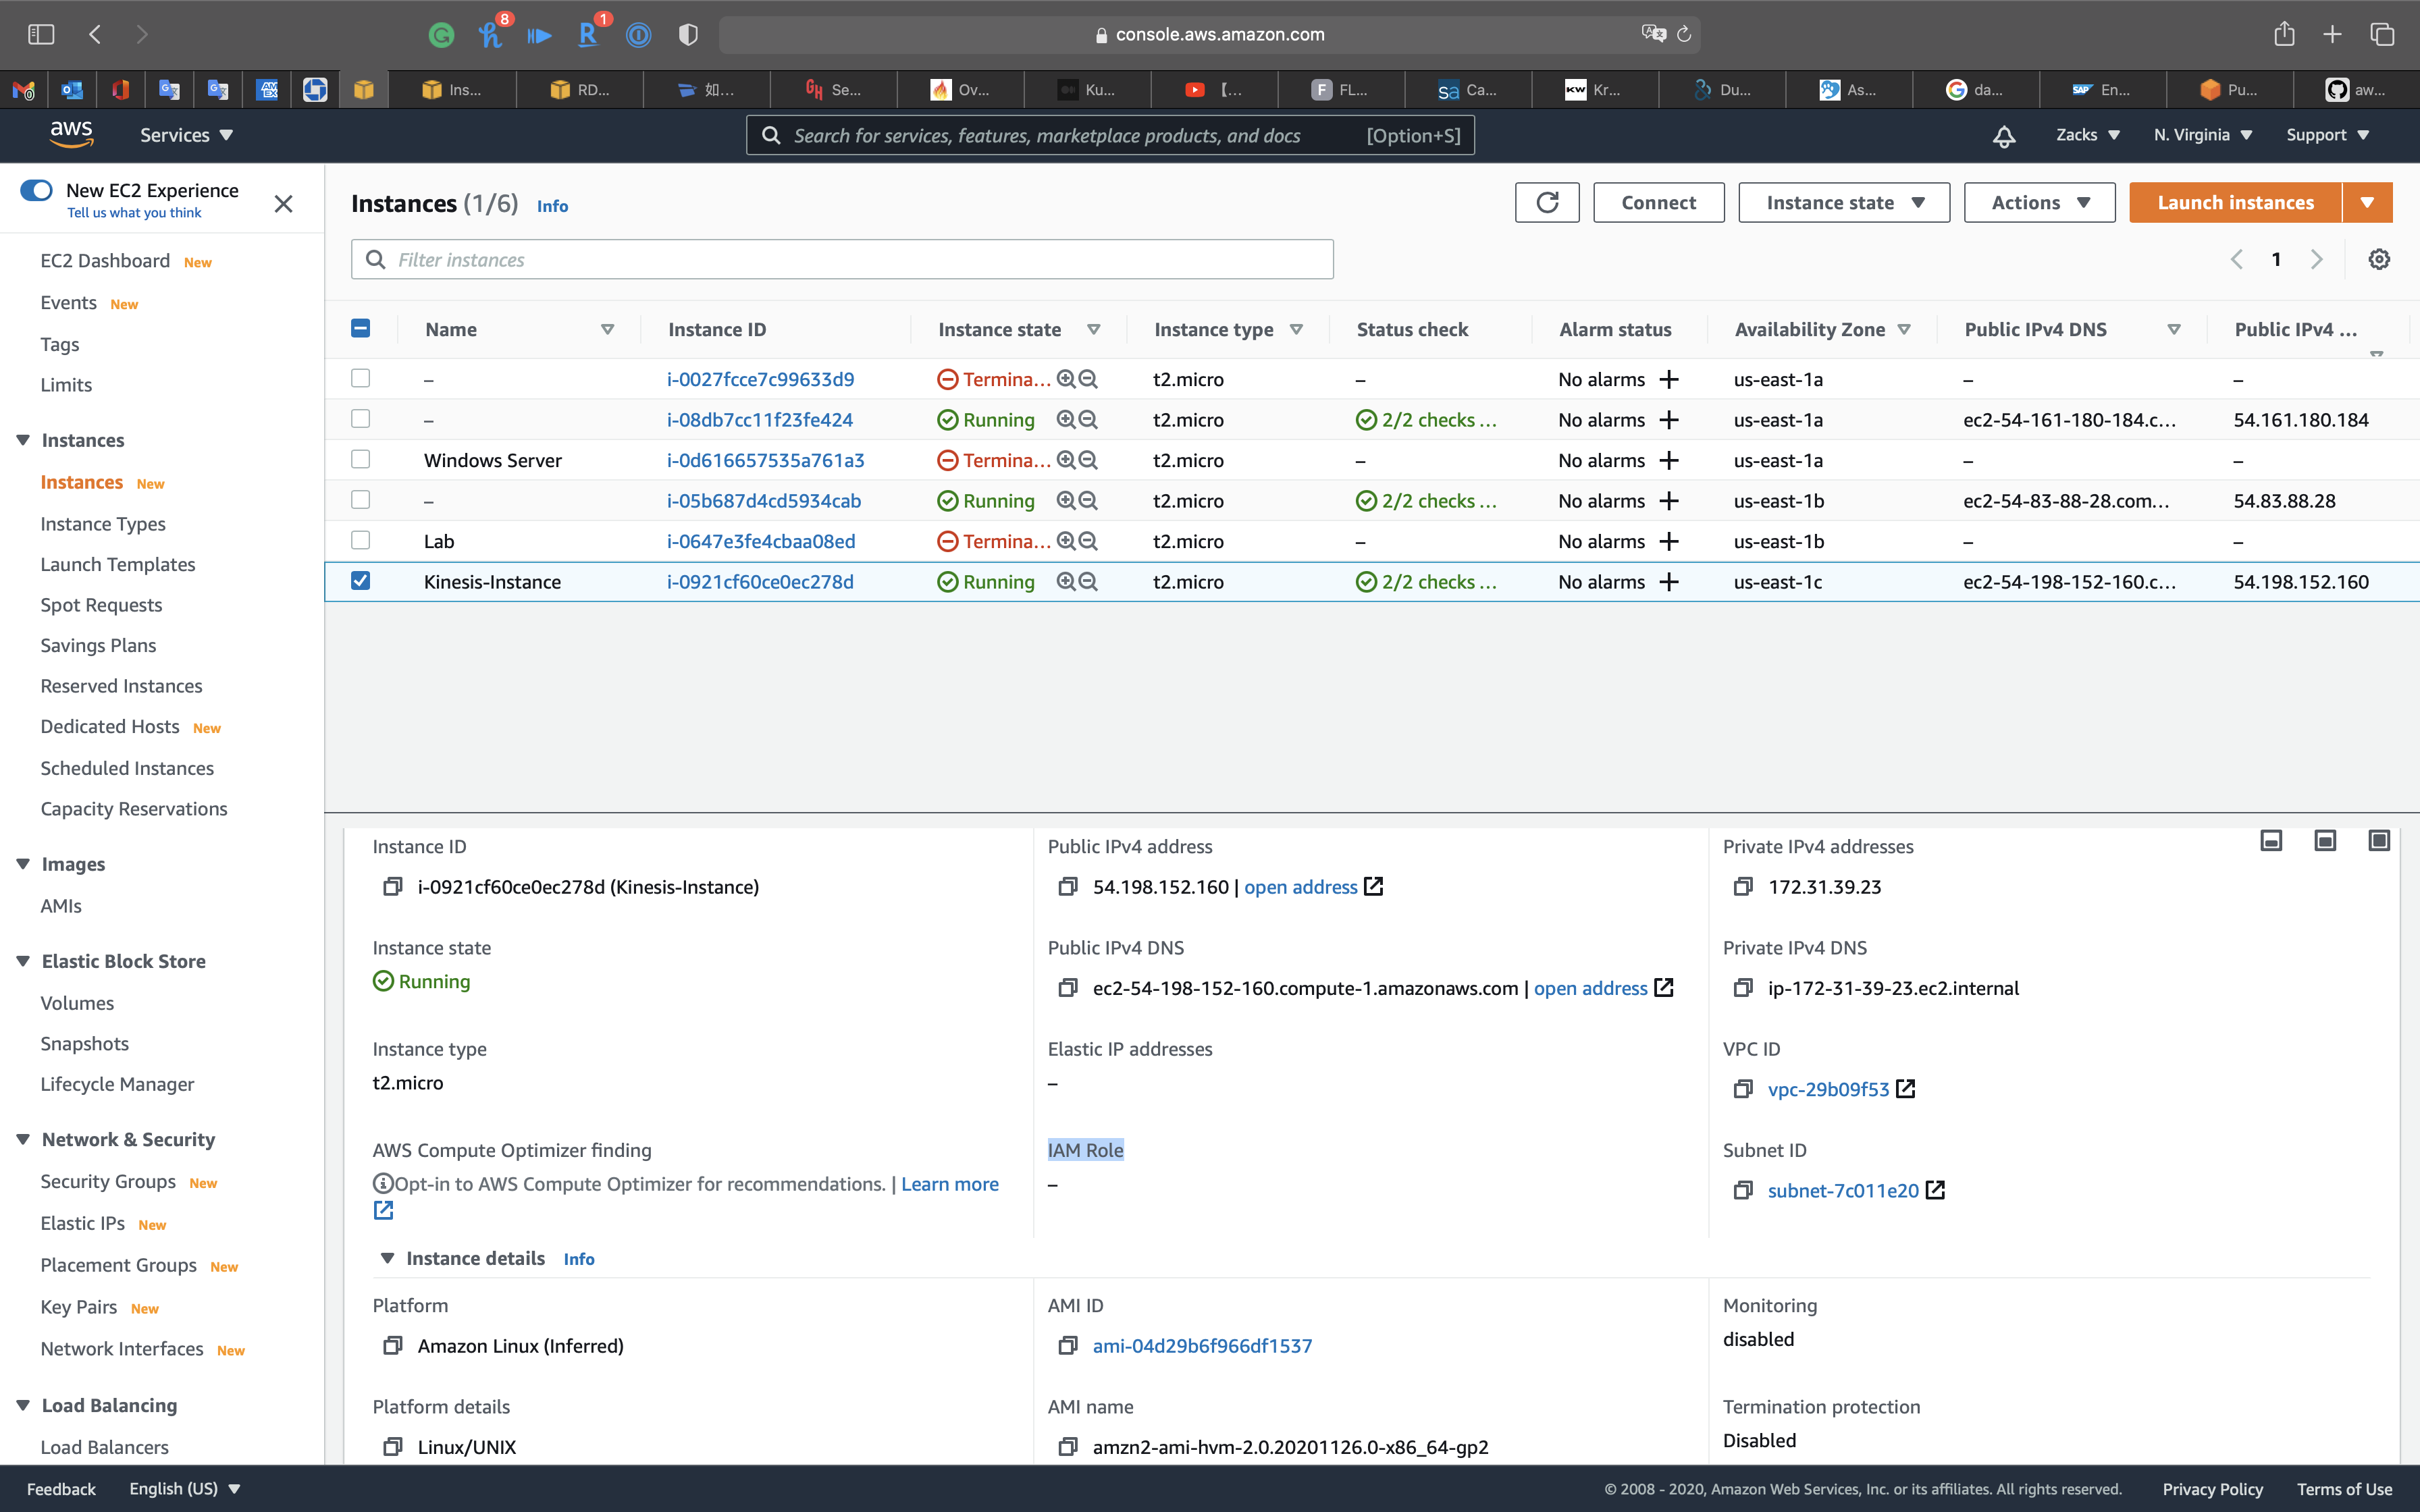 8
1
console.aws.amazon.com
Ins...
RD...
如...
Se...
Ov...
Ku...
【...
FL...
Ca...
Kr...
Du...
As...
da...
En...
Pu...
aw...
aws
Services
Search for services, features, marketplace products, and docs
[Option+S]
Zacks
N. Virginia
Support
New EC2 Experience
Tell us what you think
EC2 Dashboard New
Events New
Tags
Limits
Instances
Instances New
Instance Types
Launch Templates
Spot Requests
Savings Plans
Reserved Instances
Dedicated Hosts New
Scheduled Instances
Capacity Reservations
Images
AMIs
Elastic Block Store
Volumes
Snapshots
Lifecycle Manager
Network & Security
Security Groups New
Elastic IPs New
Placement Groups New
Key Pairs New
Network Interfaces New
Load Balancing
Load Balancers
Instances (1/6) Info
Connect
Instance state
Actions
Launch instances
Filter instances
1
Name Instance ID Instance state Instance type Status check Alarm status Availability Zone Public IPv4 DNS Public IPv4 ...
– i-0027fcce7c99633d9 Termina... t2.micro – No alarms us-east-1a – –
– i-08db7cc11f23fe424 Running t2.micro 2/2 checks ... No alarms us-east-1a ec2-54-161-180-184.c... 54.161.180.184
Windows Server i-0d616657535a761a3 Termina... t2.micro – No alarms us-east-1a – –
– i-05b687d4cd5934cab Running t2.micro 2/2 checks ... No alarms us-east-1b ec2-54-83-88-28.com... 54.83.88.28
Lab i-0647e3fe4cbaa08ed Termina... t2.micro – No alarms us-east-1b – –
Kinesis-Instance i-0921cf60ce0ec278d Running t2.micro 2/2 checks ... No alarms us-east-1c ec2-54-198-152-160.c... 54.198.152.160
Instance ID
i-0921cf60ce0ec278d (Kinesis-Instance)
Public IPv4 address
54.198.152.160 | open address
Private IPv4 addresses
172.31.39.23
Instance state
Running
Public IPv4 DNS
ec2-54-198-152-160.compute-1.amazonaws.com | open address
Private IPv4 DNS
ip-172-31-39-23.ec2.internal
Instance type
t2.micro
Elastic IP addresses
–
VPC ID
vpc-29b09f53
AWS Compute Optimizer finding
Opt-in to AWS Compute Optimizer for recommendations. | Learn more
IAM Role
–
Subnet ID
subnet-7c011e20
Instance details Info
Platform
Amazon Linux (Inferred)
AMI ID
ami-04d29b6f966df1537
Monitoring
disabled
Platform details
Linux/UNIX
AMI name
amzn2-ami-hvm-2.0.20201126.0-x86_64-gp2
Termination protection
Disabled
Feedback
English (US)
© 2008 - 2020, Amazon Web Services, Inc. or its affiliates. All rights reserved.
Privacy Policy
Terms of Use